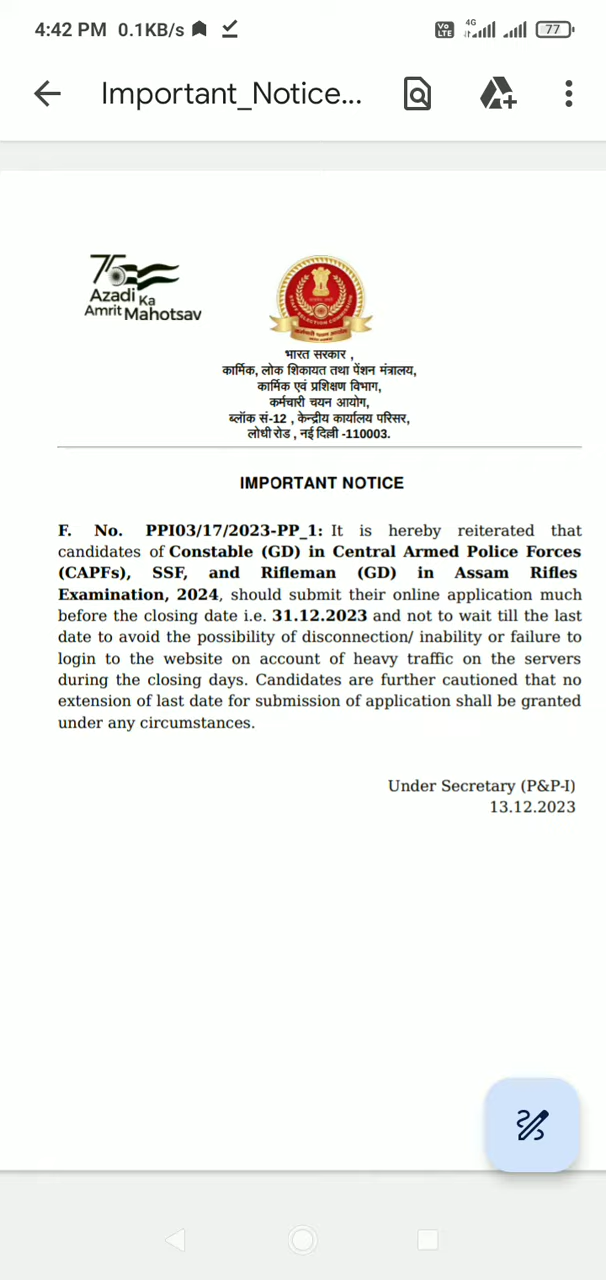 4:42 PM 0.1KB/s
Vo LTE 4G 77
Important_Notice...
75
Azadi Ka
Amrit Mahotsav
STAFF SELECTION COMMISSION
भारत सरकार ,
कार्मिक, लोक शिकायत तथा पेंशन मंत्रालय,
कार्मिक एवं प्रशिक्षण विभाग,
कर्मचारी चयन आयोग,
ब्लॉक सं-12 , केन्द्रीय कार्यालय परिसर,
लोधी रोड , नई दिल्ली -110003.
IMPORTANT NOTICE
F. No. PPI03/17/2023-PP_1: It is hereby reiterated that
candidates of Constable (GD) in Central Armed Police Forces
(CAPFs), SSF, and Rifleman (GD) in Assam Rifles
Examination, 2024, should submit their online application much
before the closing date i.e. 31.12.2023 and not to wait till the last
date to avoid the possibility of disconnection/ inability or failure to
login to the website on account of heavy traffic on the servers
during the closing days. Candidates are further cautioned that no
extension of last date for submission of application shall be granted
under any circumstances.
Under Secretary (P&P-I)
13.12.2023